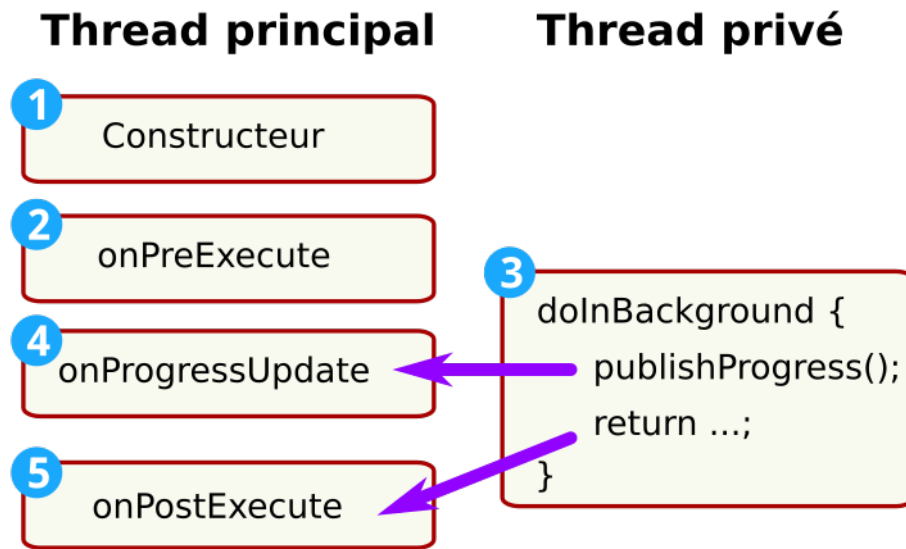 Thread principal
Thread privé
1
Constructeur
2
onPreExecute
3
doInBackground {
4
onProgressUpdate
publishProgress();
return ...;
}
5
onPostExecute